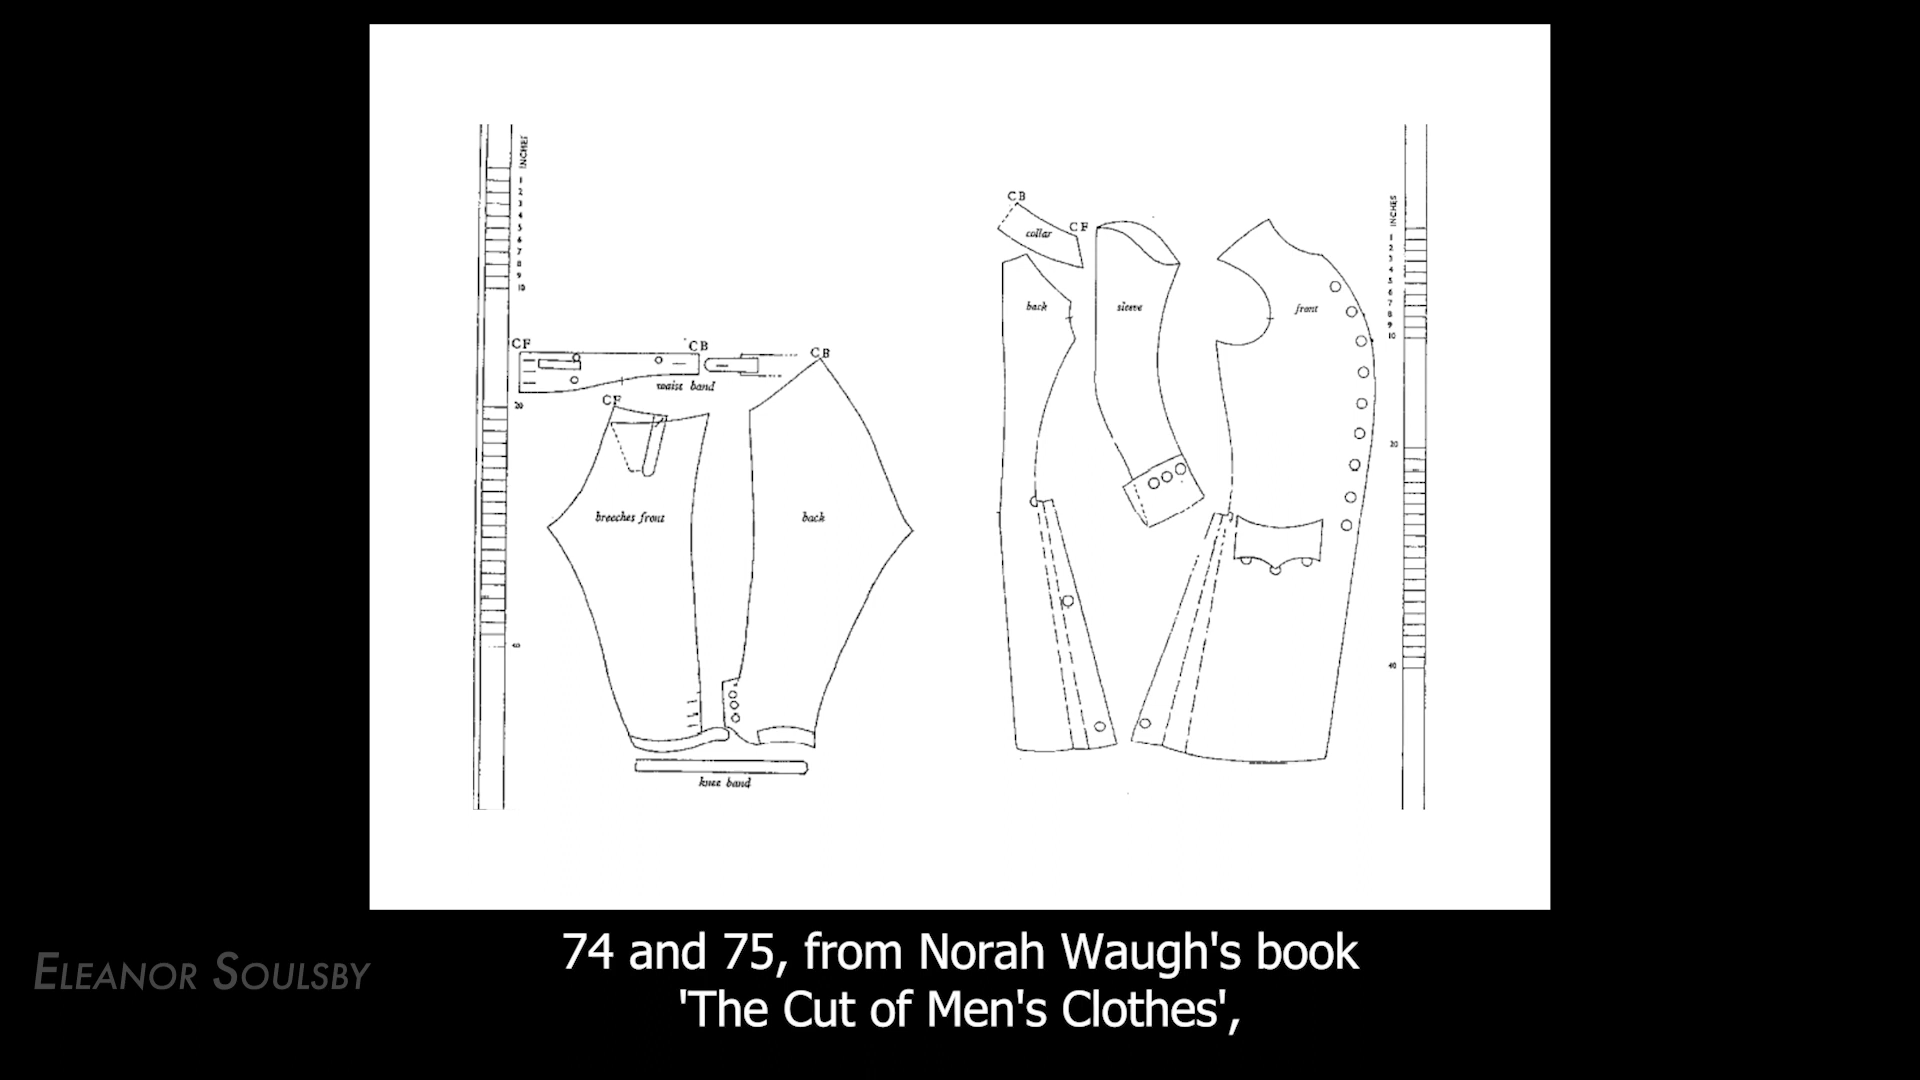 INCHES
1
2
3
4
5
6
7
8
9
10
20
CF
CB
waist band
CB
CF
breeches front
back
knee band
CB
collar
CF
back
sleeve
front
INCHES
1
2
3
4
5
6
7
8
9
10
20
40
ELEANOR SOULSBY
74 and 75, from Norah Waugh's book
'The Cut of Men's Clothes',